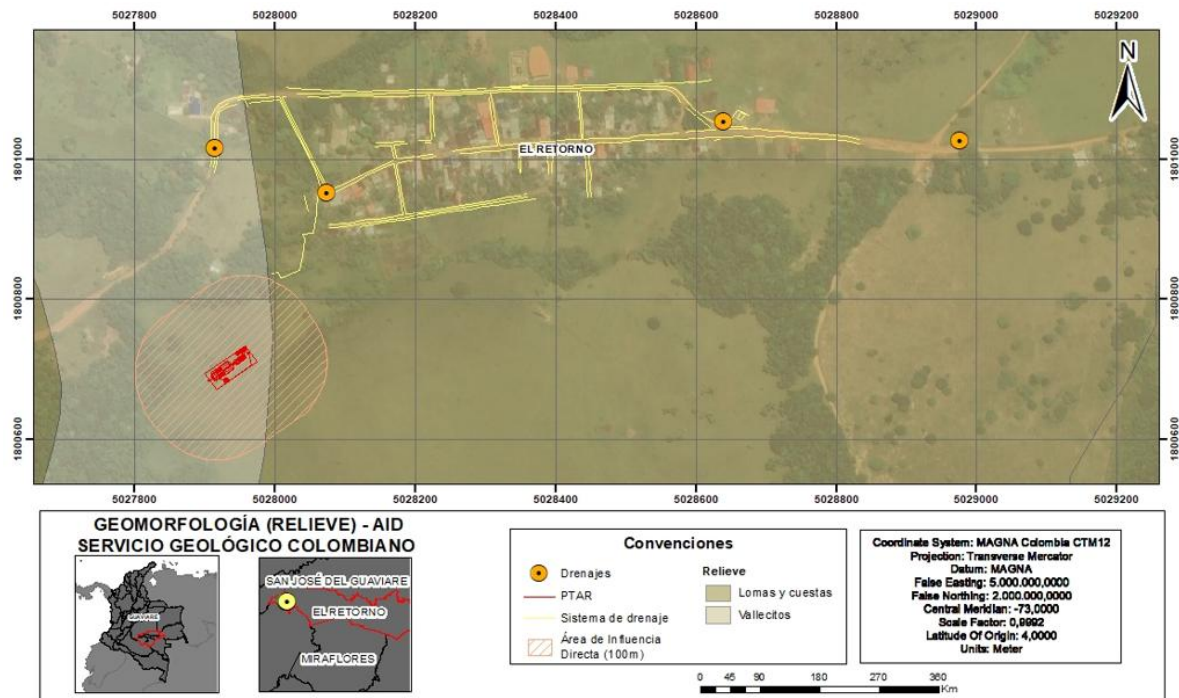 5027800 5028000 5028200 5028400 5028600 5028800 5029000 5029200
N
1801000 1801000
EL RETORNO
1800800 1800800
1800600 1800600
5027800 5028000 5028200 5028400 5028600 5028800 5029000 5029200
GEOMORFOLOGÍA (RELIEVE) - AID
SERVICIO GEOLÓGICO COLOMBIANO
GUAVIARE
SAN JOSÉ DEL GUAVIARE
EL RETORNO
MIRAFLORES
Convenciones
Drenajes
PTAR
Sistema de drenaje
Área de Influencia
Directa (100m)
Relieve
Lomas y cuestas
Vallecitos
Coordinate System: MAGNA Colombia CTM12
Projection: Transverse Mercator
Datum: MAGNA
False Easting: 5.000.000,0000
False Northing: 2.000.000,0000
Central Meridian: -73,0000
Scale Factor: 0,9992
Latitude Of Origin: 4,0000
Units: Meter
0 45 90 180 270 360
Km